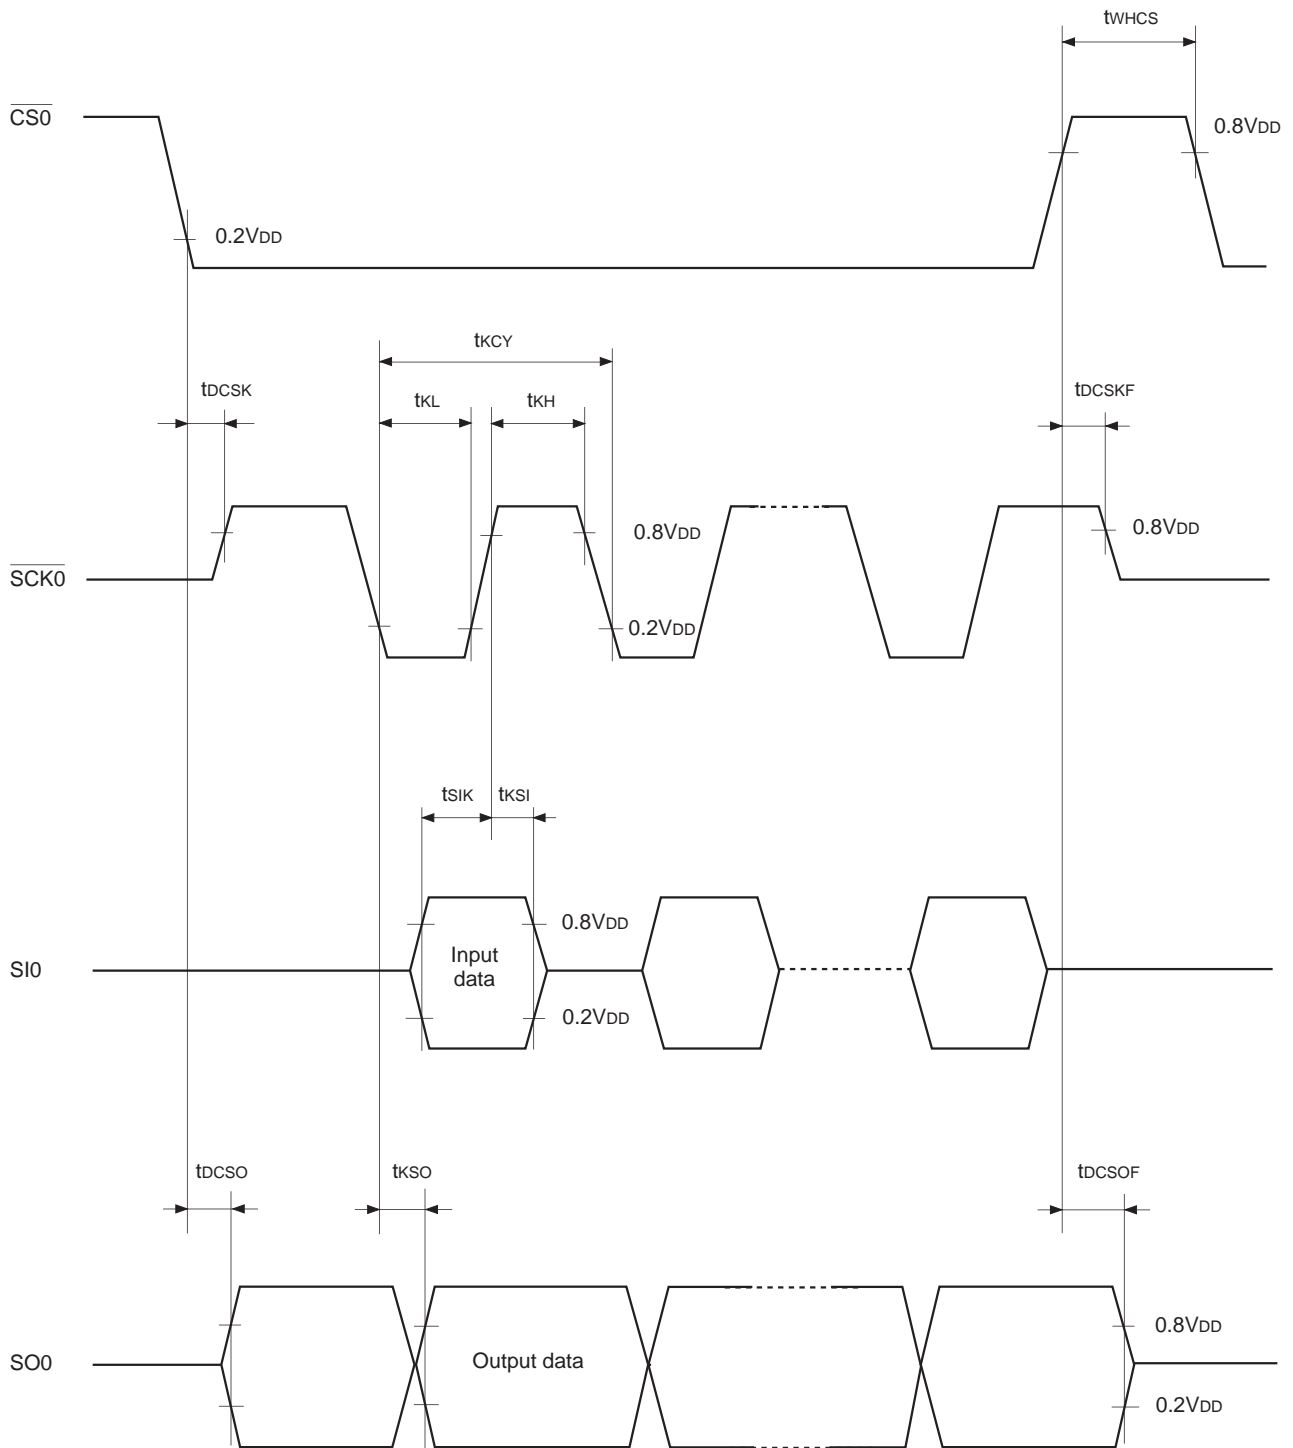 tWHCS
CS0
0.8VDD
0.2VDD
tKCY
tDCSK
tKL
tKH
tDCSKF
0.8VDD
0.8VDD
SCK0
0.2VDD
tSIK
tKSI
0.8VDD
Input
data
SI0
0.2VDD
tDCSO
tKSO
tDCSOF
0.8VDD
SO0
Output data
0.2VDD